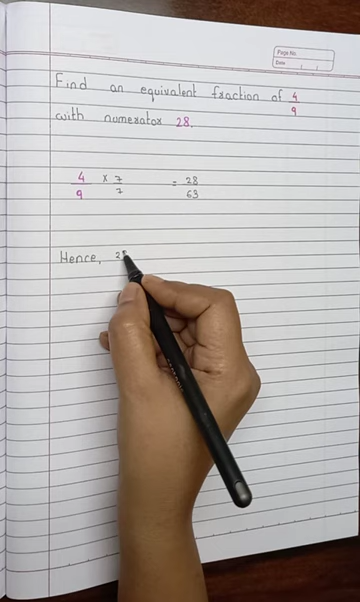 Page No.
Date: / /
Find an equivalent fraction of 4/9
with numerator 28.
4/9 × 7/7 = 28/63
Hence, 28